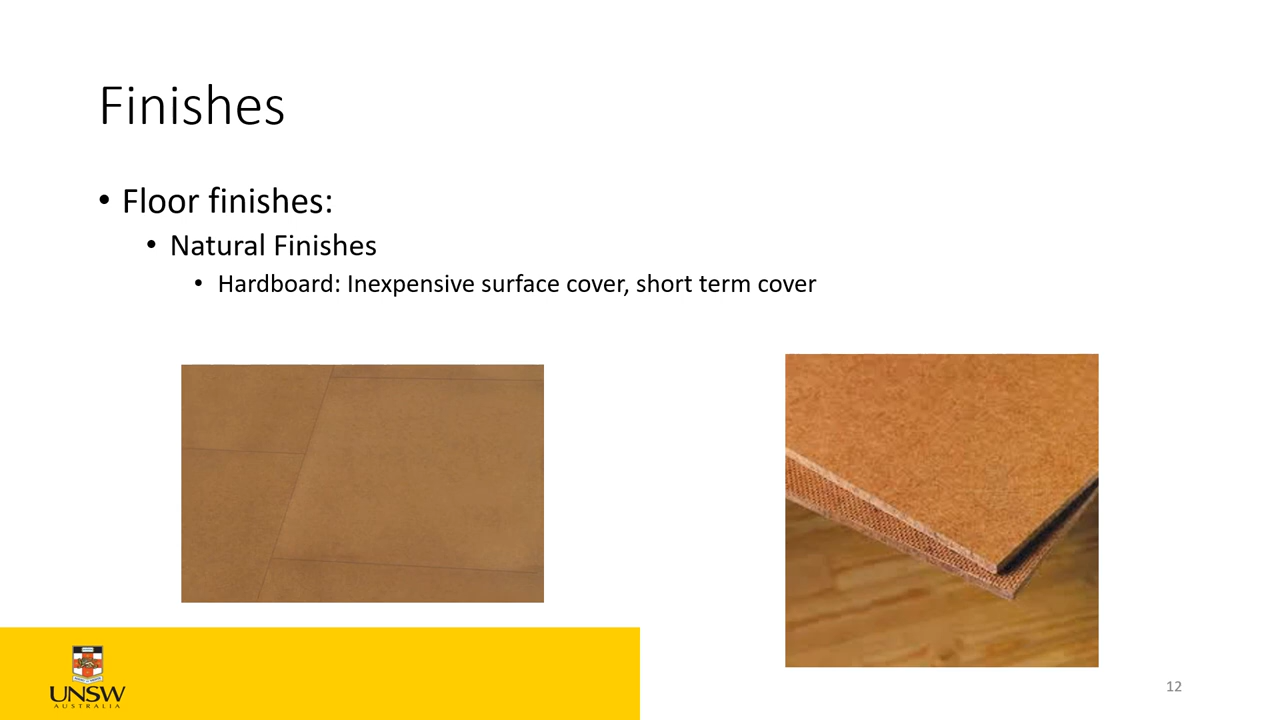 Finishes
• Floor finishes:
• Natural Finishes
• Hardboard: Inexpensive surface cover, short term cover
UNSW
AUSTRALIA
12